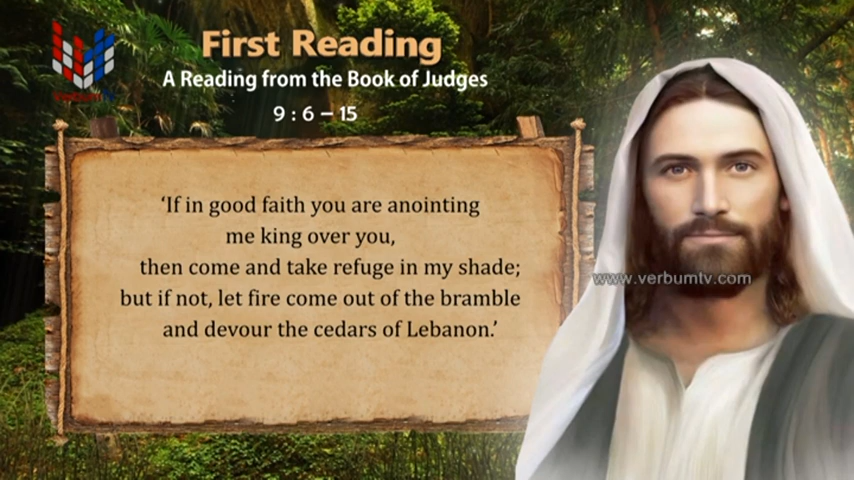 VerbumTV
First Reading
A Reading from the Book of Judges
9 : 6 – 15
‘If in good faith you are anointing
me king over you,
then come and take refuge in my shade;
but if not, let fire come out of the bramble
and devour the cedars of Lebanon.’
www.verbumtv.com